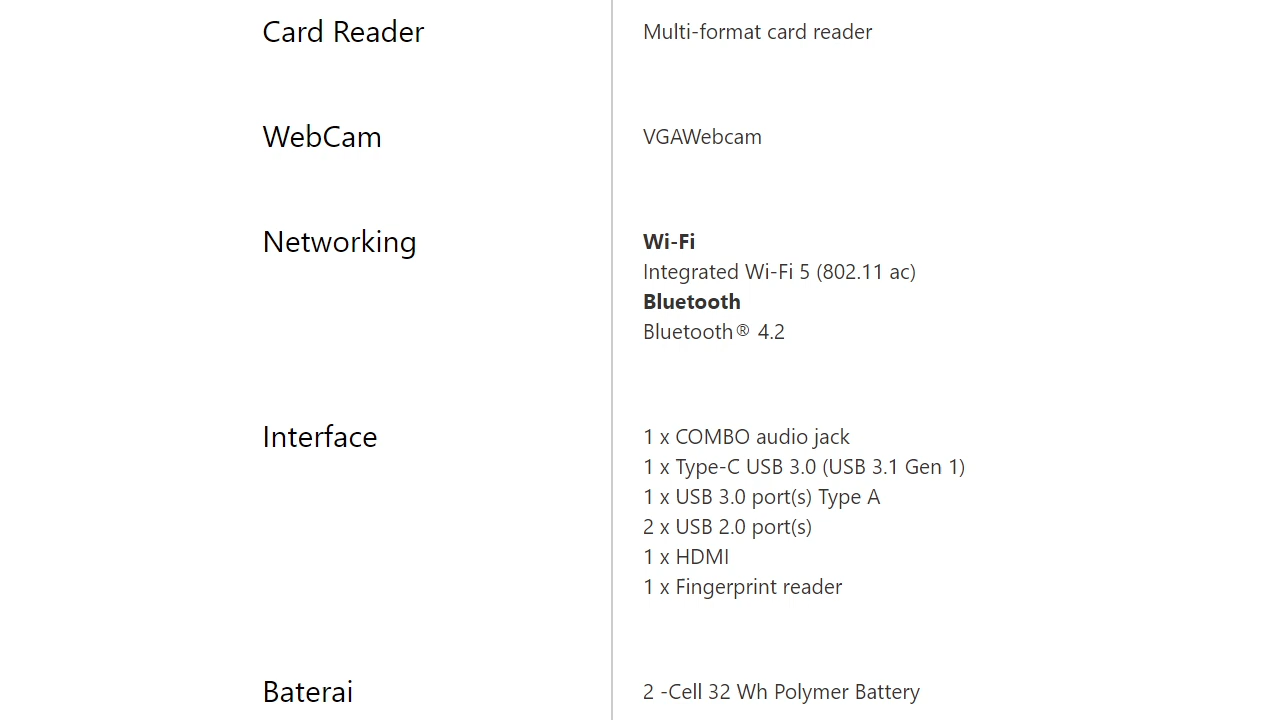 Card Reader
Multi-format card reader
WebCam
VGAWebcam
Networking
Wi-Fi
Integrated Wi-Fi 5 (802.11 ac)
Bluetooth
Bluetooth® 4.2
Interface
1 x COMBO audio jack
1 x Type-C USB 3.0 (USB 3.1 Gen 1)
1 x USB 3.0 port(s) Type A
2 x USB 2.0 port(s)
1 x HDMI
1 x Fingerprint reader
Baterai
2 -Cell 32 Wh Polymer Battery